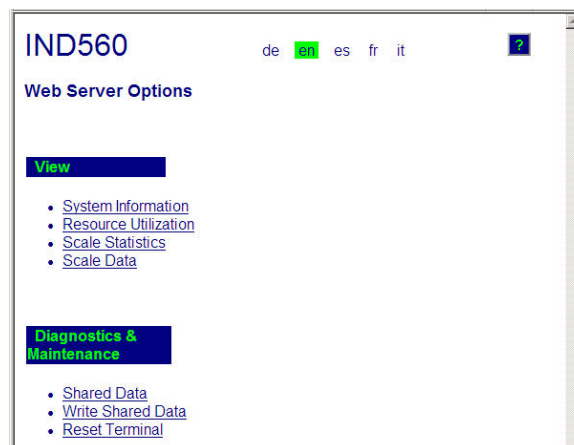 IND560 de en es fr it ?
Web Server Options
View
System Information
Resource Utilization
Scale Statistics
Scale Data
Diagnostics &
Maintenance
Shared Data
Write Shared Data
Reset Terminal